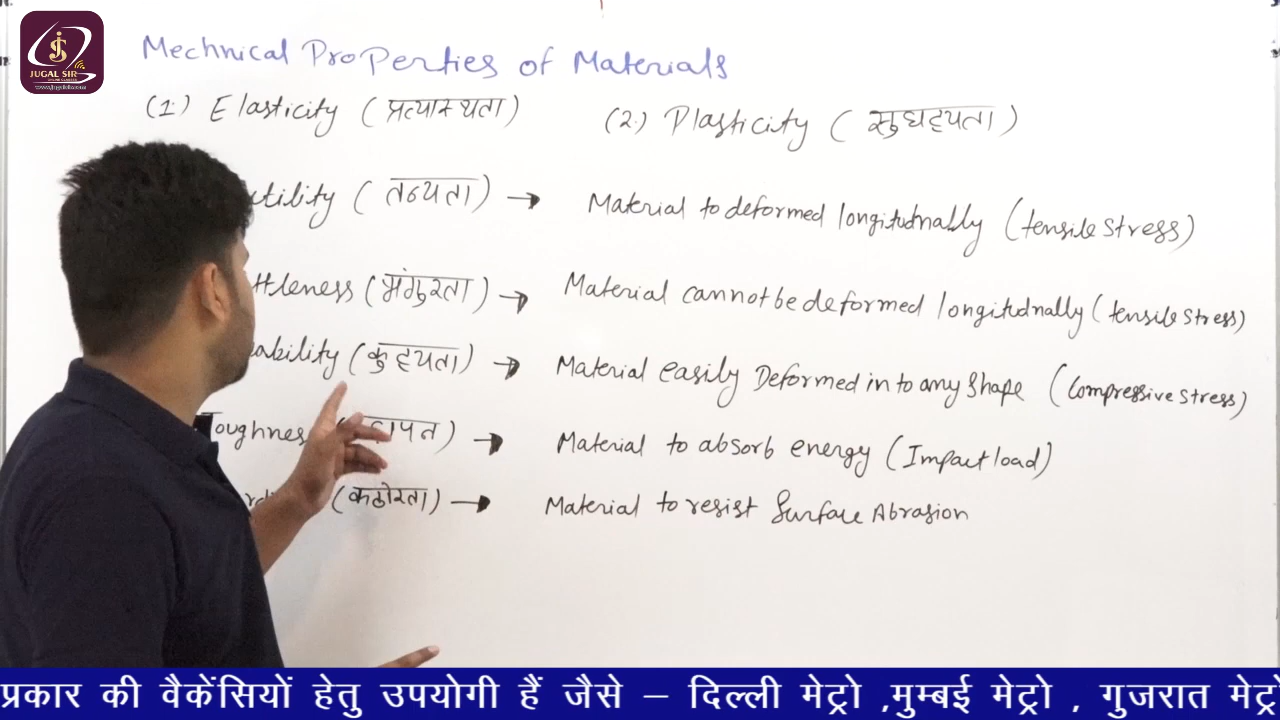 JUGAL SIR
Mechnical Properties of Materials
(1.) Elasticity (प्रत्यास्थता)
(2.) Plasticity (सुघट्यता)
tility (तन्यता) → Material to deformed longitudnally (tensile stress)
ttleness (भंगुरता) → Material cannot be deformed longitudnally (tensile stress)
ability (कुट्टयता) → Material easily Deformed in to any shape (Compressive stress)
Toughnes → Material to absorb energy (Impact load)
(कठोरता) → Material to resist Surface Abrasion
प्रकार की वैकेंसियों हेतु उपयोगी हैं जैसे – दिल्ली मेट्रो ,मुम्बई मेट्रो , गुजरात मेट्रो